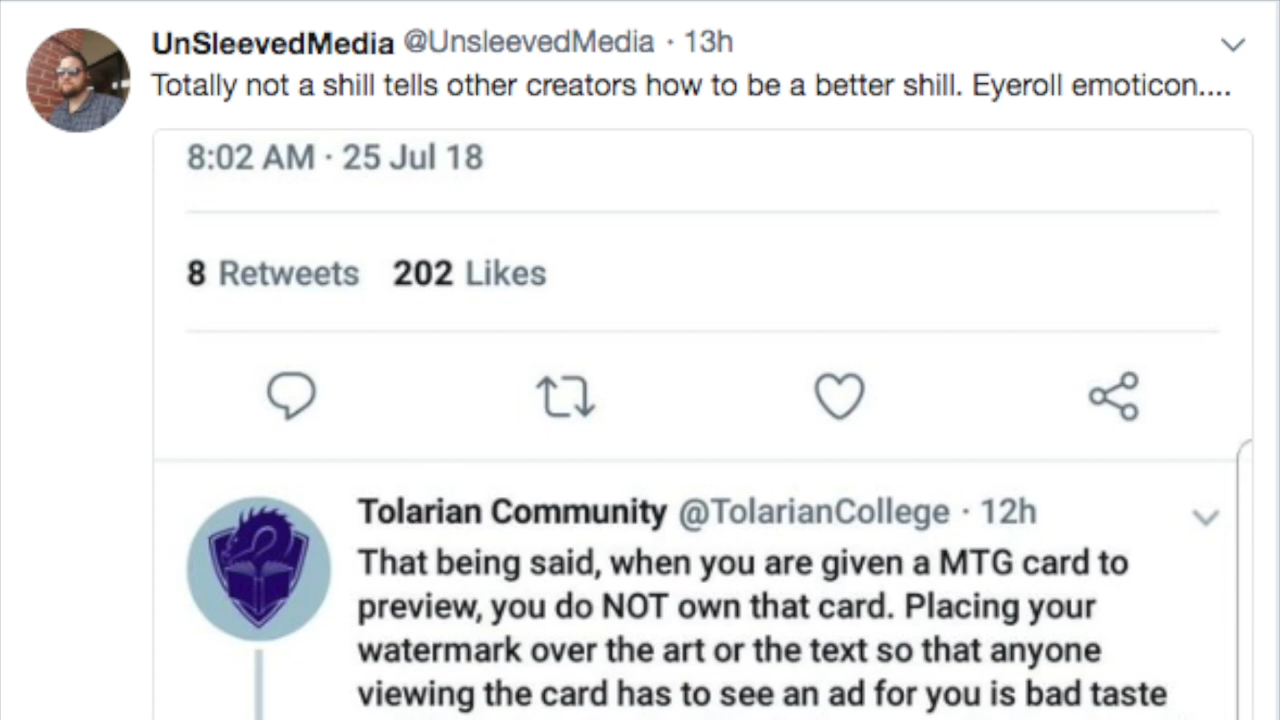 UnSleevedMedia @UnsleevedMedia · 13h
Totally not a shill tells other creators how to be a better shill. Eyeroll emoticon....
8:02 AM · 25 Jul 18
8 Retweets 202 Likes
Tolarian Community @TolarianCollege · 12h
That being said, when you are given a MTG card to
preview, you do NOT own that card. Placing your
watermark over the art or the text so that anyone
viewing the card has to see an ad for you is bad taste